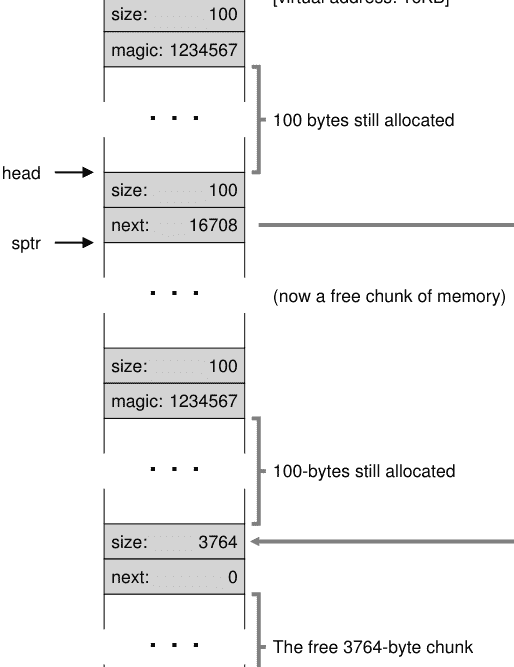 size: 100
magic: 1234567
. . .
100 bytes still allocated
head
size: 100
next: 16708
sptr
. . .
(now a free chunk of memory)
size: 100
magic: 1234567
. . .
100-bytes still allocated
size: 3764
next: 0
. . .
The free 3764-byte chunk